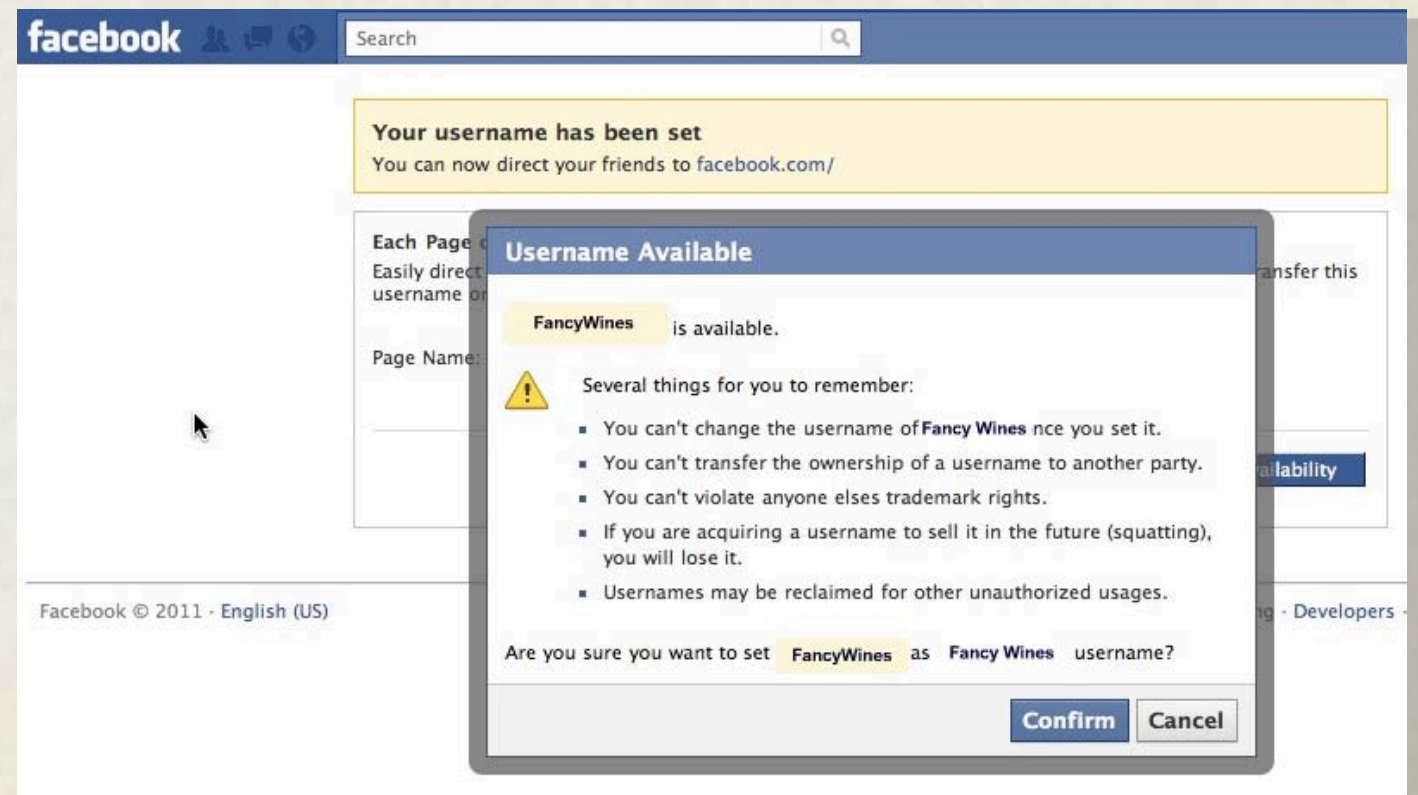 facebook
Search
Your username has been set
You can now direct your friends to facebook.com/
Each Page
Easily direct
ansfer this
username or
Page Name:
ailability
Username Available
FancyWines is available.
Several things for you to remember:
You can't change the username of Fancy Wines nce you set it.
You can't transfer the ownership of a username to another party.
You can't violate anyone elses trademark rights.
If you are acquiring a username to sell it in the future (squatting),
you will lose it.
Usernames may be reclaimed for other unauthorized usages.
Are you sure you want to set FancyWines as Fancy Wines username?
Confirm Cancel
Facebook © 2011 · English (US)
ng · Developers ·